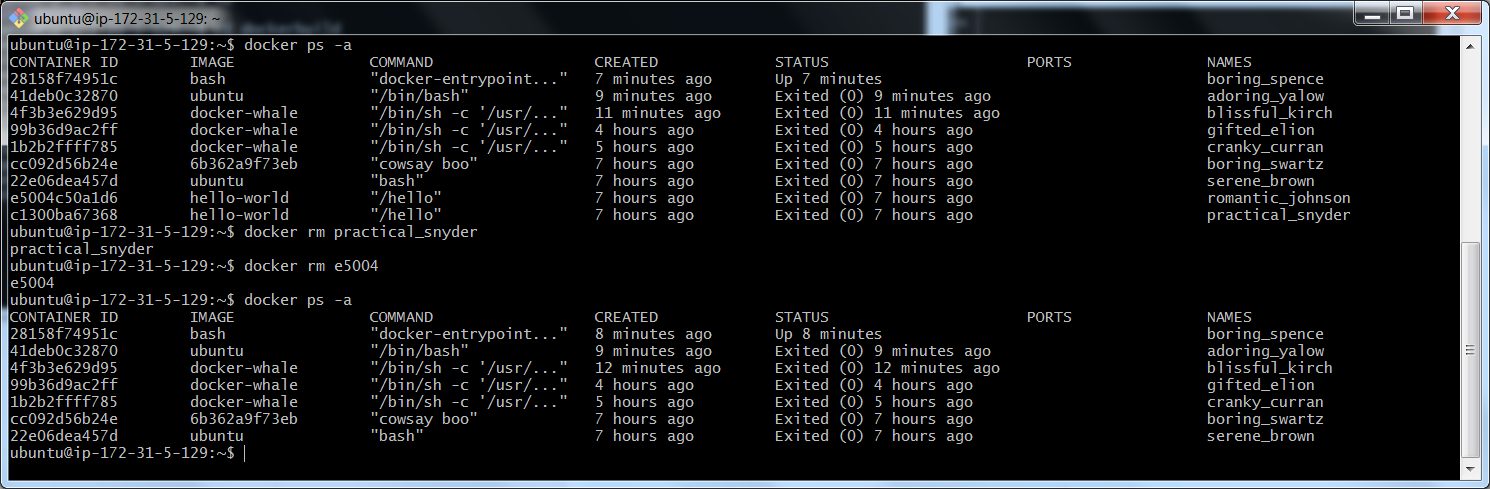 ubuntu@ip-172-31-5-129: ~
ubuntu@ip-172-31-5-129:~$ docker ps -a
CONTAINER ID        IMAGE               COMMAND                  CREATED             STATUS                      PORTS               NAMES
28158f74951c        bash                "docker-entrypoint..."   7 minutes ago       Up 7 minutes                                    boring_spence
41deb0c32870        ubuntu              "/bin/bash"              9 minutes ago       Exited (0) 9 minutes ago                        adoring_yalow
4f3b3e629d95        docker-whale        "/bin/sh -c '/usr/..."   11 minutes ago      Exited (0) 11 minutes ago                       blissful_kirch
99b36d9ac2ff        docker-whale        "/bin/sh -c '/usr/..."   4 hours ago         Exited (0) 4 hours ago                          gifted_elion
1b2b2ffff785        docker-whale        "/bin/sh -c '/usr/..."   5 hours ago         Exited (0) 5 hours ago                          cranky_curran
cc092d56b24e        6b362a9f73eb        "cowsay boo"             7 hours ago         Exited (0) 7 hours ago                          boring_swartz
22e06dea457d        ubuntu              "bash"                   7 hours ago         Exited (0) 7 hours ago                          serene_brown
e5004c50a1d6        hello-world         "/hello"                 7 hours ago         Exited (0) 7 hours ago                          romantic_johnson
c1300ba67368        hello-world         "/hello"                 7 hours ago         Exited (0) 7 hours ago                          practical_snyder
ubuntu@ip-172-31-5-129:~$ docker rm practical_snyder
practical_snyder
ubuntu@ip-172-31-5-129:~$ docker rm e5004
e5004
ubuntu@ip-172-31-5-129:~$ docker ps -a
CONTAINER ID        IMAGE               COMMAND                  CREATED             STATUS                      PORTS               NAMES
28158f74951c        bash                "docker-entrypoint..."   8 minutes ago       Up 8 minutes                                    boring_spence
41deb0c32870        ubuntu              "/bin/bash"              9 minutes ago       Exited (0) 9 minutes ago                        adoring_yalow
4f3b3e629d95        docker-whale        "/bin/sh -c '/usr/..."   12 minutes ago      Exited (0) 12 minutes ago                       blissful_kirch
99b36d9ac2ff        docker-whale        "/bin/sh -c '/usr/..."   4 hours ago         Exited (0) 4 hours ago                          gifted_elion
1b2b2ffff785        docker-whale        "/bin/sh -c '/usr/..."   5 hours ago         Exited (0) 5 hours ago                          cranky_curran
cc092d56b24e        6b362a9f73eb        "cowsay boo"             7 hours ago         Exited (0) 7 hours ago                          boring_swartz
22e06dea457d        ubuntu              "bash"                   7 hours ago         Exited (0) 7 hours ago                          serene_brown
ubuntu@ip-172-31-5-129:~$